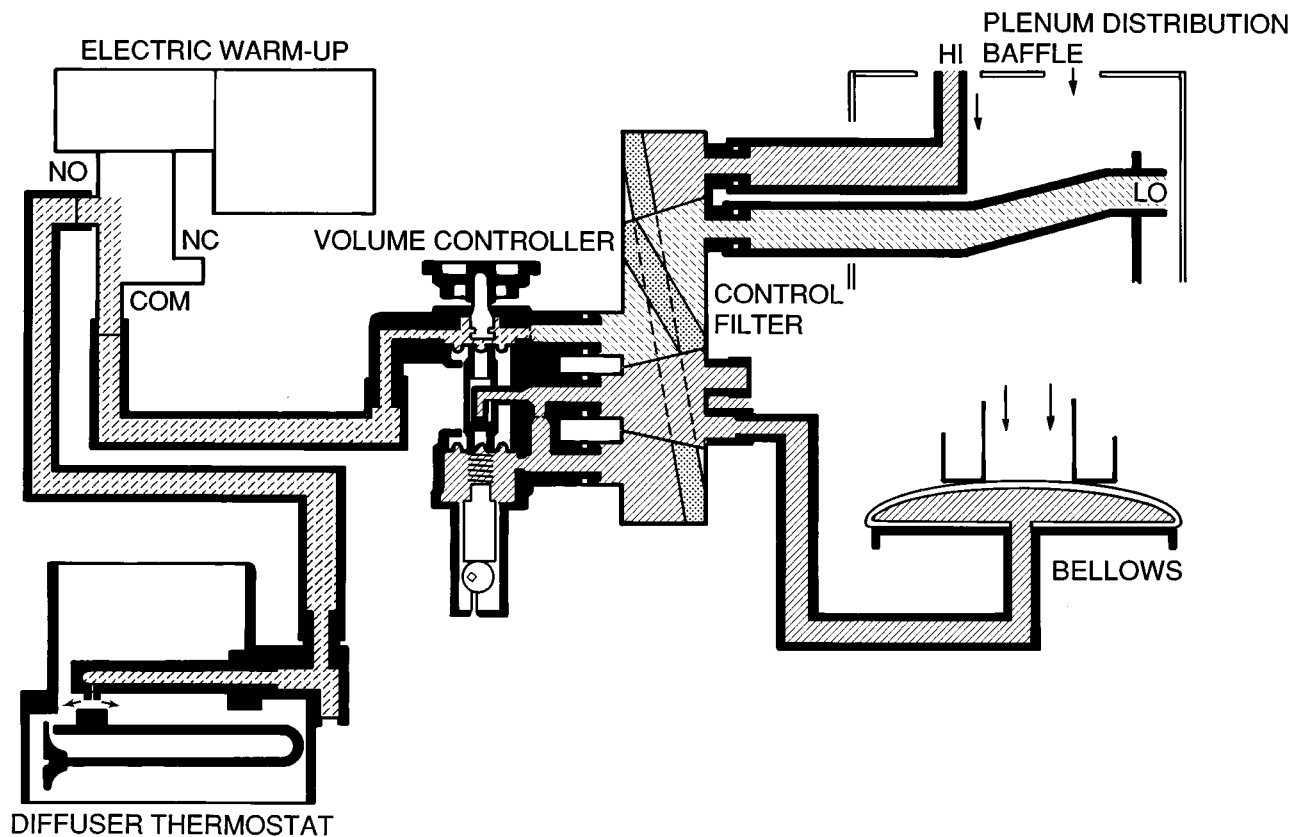 ELECTRIC WARM-UP
PLENUM DISTRIBUTION
BAFFLE
HI
NO
LO
NC
VOLUME CONTROLLER
COM
CONTROL
FILTER
BELLOWS
DIFFUSER THERMOSTAT